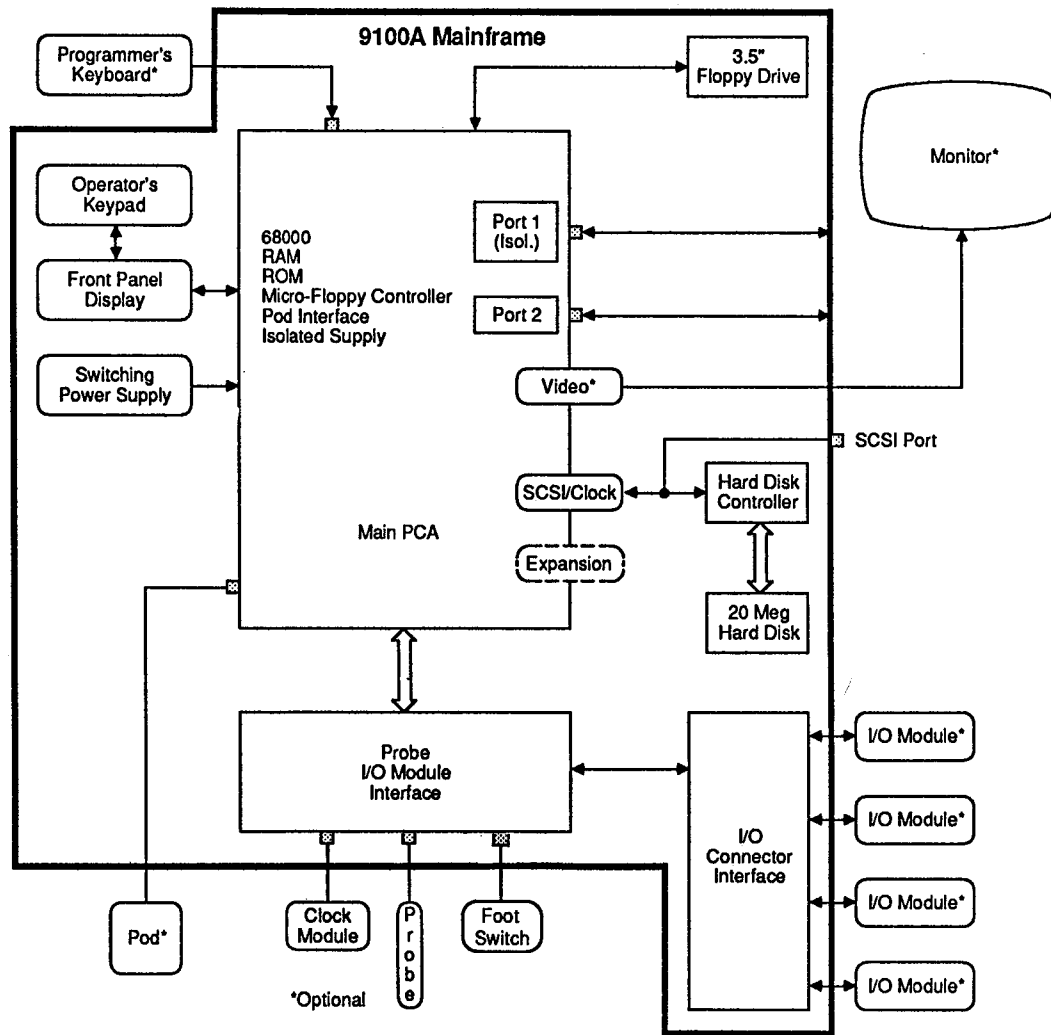 9100A Mainframe
Programmer's
Keyboard*
3.5"
Floppy Drive
Monitor*
Operator's
Keypad
Front Panel
Display
Switching
Power Supply
68000
RAM
ROM
Micro-Floppy Controller
Pod Interface
Isolated Supply
Main PCA
Port 1
(Isol.)
Port 2
Video*
SCSI Port
SCSI/Clock
Hard Disk
Controller
Expansion
20 Meg
Hard Disk
Probe
I/O Module
Interface
I/O
Connector
Interface
I/O Module*
I/O Module*
I/O Module*
I/O Module*
Pod*
Clock
Module
Probe
Foot
Switch
*Optional